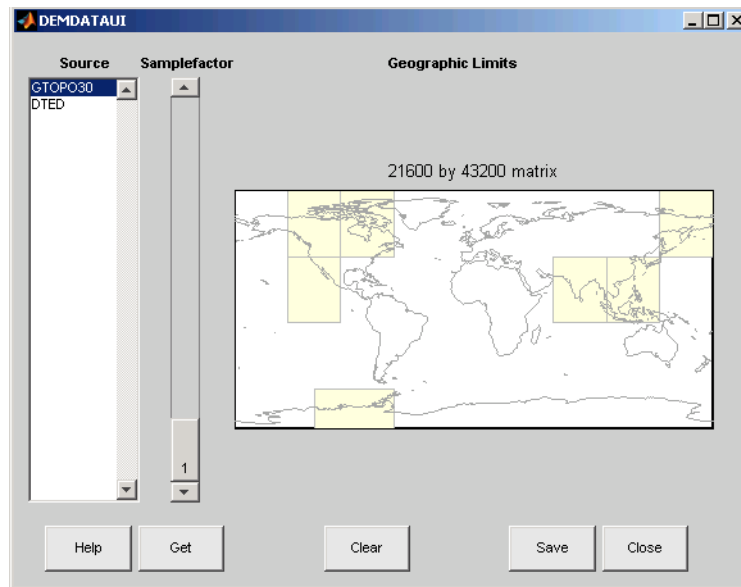 DEMDATAUI
Source Samplefactor Geographic Limits
GTOPO30
DTED
21600 by 43200 matrix
1
Help Get Clear Save Close